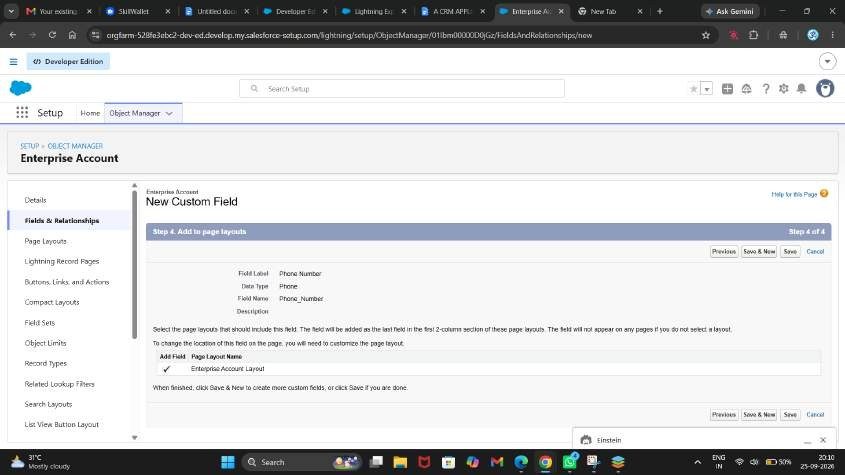 Your existing
SkillWallet
Untitled docu
Developer Ed
Lightning Exp
A CRM APPL
Enterprise Ac
New Tab
Ask Gemini
orgfarm-528fe3ebc2-dev-ed.develop.my.salesforce-setup.com/lightning/setup/ObjectManager/01Ibm00000D0jGz/FieldsAndRelationships/new
Developer Edition
Search Setup
Setup
Home
Object Manager
SETUP > OBJECT MANAGER
Enterprise Account
Details
Fields & Relationships
Page Layouts
Lightning Record Pages
Buttons, Links, and Actions
Compact Layouts
Field Sets
Object Limits
Record Types
Related Lookup Filters
Search Layouts
List View Button Layout
Enterprise Account
New Custom Field
Help for this Page
Step 4. Add to page layouts
Step 4 of 4
Previous
Save & New
Save
Cancel
Field Label Phone Number
Data Type Phone
Field Name Phone_Number
Description
Select the page layouts that should include this field. The field will be added as the last field in the first 2-column section of these page layouts. The field will not appear on any pages if you do not select a layout.
To change the location of this field on the page, you will need to customize the page layout.
Add Field Page Layout Name
Enterprise Account Layout
When finished, click Save & New to create more custom fields, or click Save if you are done.
Previous
Save & New
Save
Cancel
Einstein
31°C
Mostly cloudy
Search
ENG
IN
50%
20:10
25-09-2026